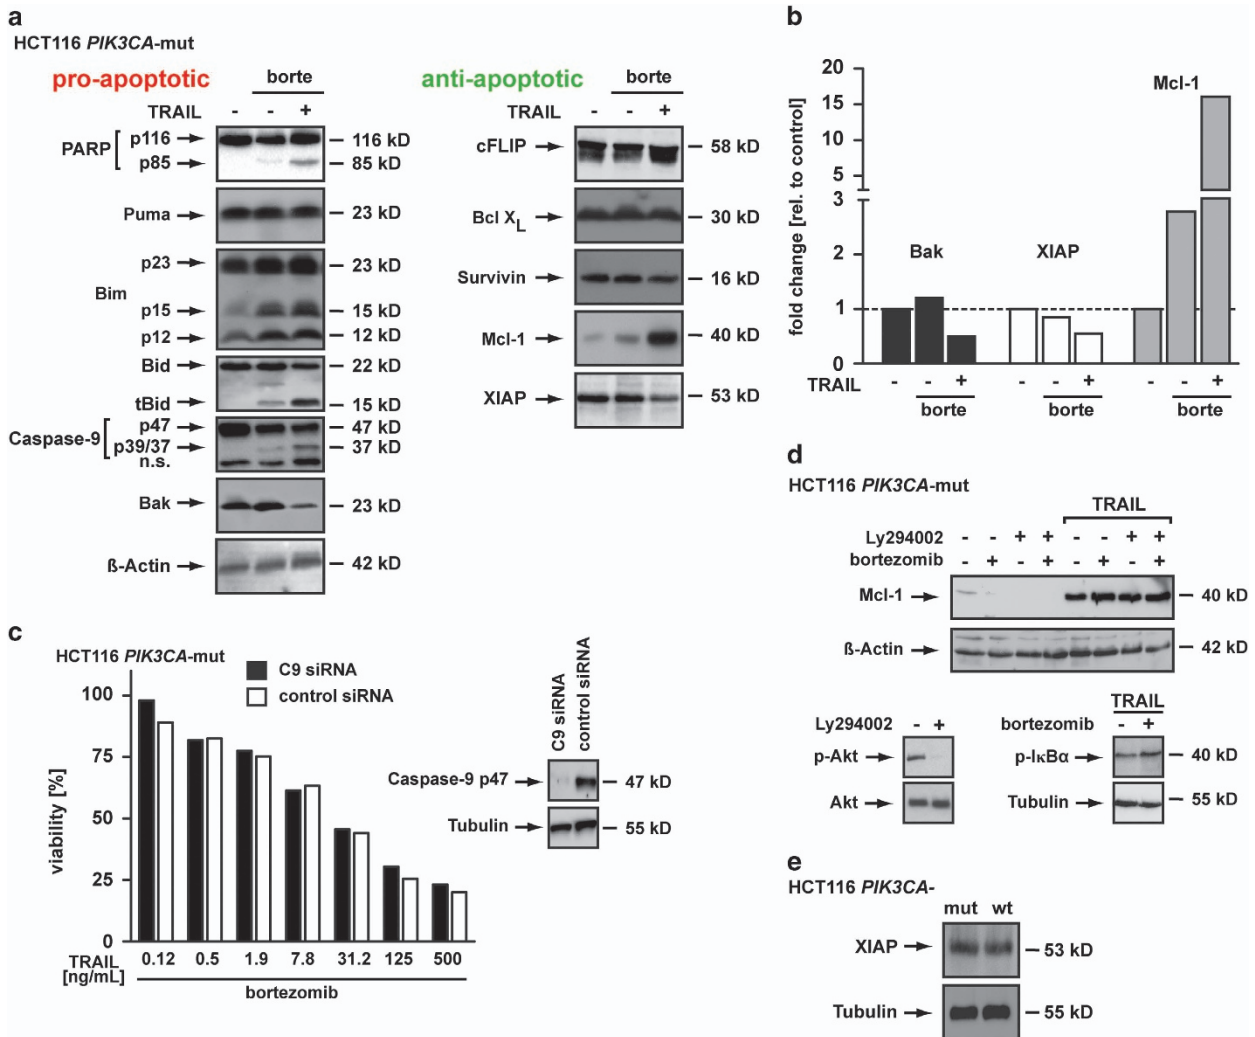 a
HCT116 PIK3CA-mut
pro-apoptotic
borte
TRAIL - - +
PARP
p116
116 kD
p85
85 kD
Puma
23 kD
Bim
p23
23 kD
p15
15 kD
p12
12 kD
Bid
22 kD
tBid
15 kD
Caspase-9
p47
47 kD
p39/37
37 kD
n.s.
Bak
23 kD
ß-Actin
42 kD
anti-apoptotic
borte
TRAIL - - +
cFLIP
58 kD
Bcl XL
30 kD
Survivin
16 kD
Mcl-1
40 kD
XIAP
53 kD
b
fold change [rel. to control]
20
15
10
5
3
2
1
0
Bak
XIAP
Mcl-1
TRAIL - - + - - + - - +
borte borte borte
c
HCT116 PIK3CA-mut
C9 siRNA
control siRNA
viability [%]
100
75
50
25
0
TRAIL [ng/mL]
0.12 0.5 1.9 7.8 31.2 125 500
bortezomib
C9 siRNA
control siRNA
Caspase-9 p47
47 kD
Tubulin
55 kD
d
HCT116 PIK3CA-mut
TRAIL
Ly294002 - - + + - - + +
bortezomib - + - + - + - +
Mcl-1
40 kD
ß-Actin
42 kD
Ly294002 - +
p-Akt
Akt
TRAIL
bortezomib - +
p-IκBα
40 kD
Tubulin
55 kD
e
HCT116 PIK3CA-
mut wt
XIAP
53 kD
Tubulin
55 kD